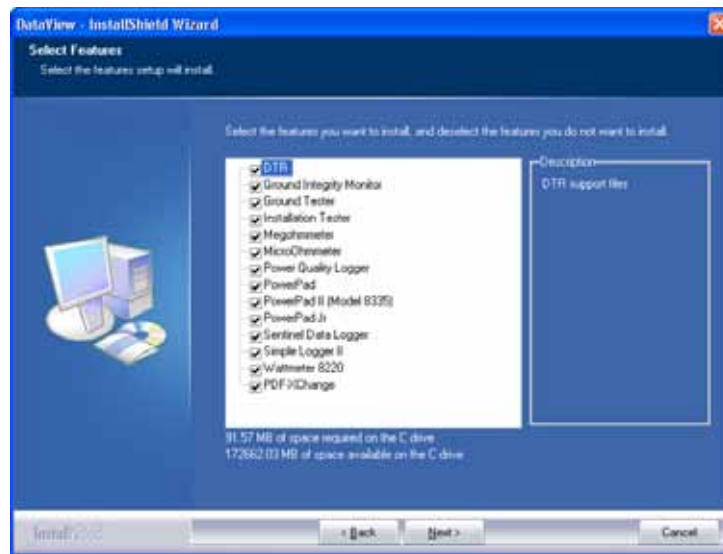 DataView - InstallShield Wizard
Select Features
Select the features setup will install.
Select the features you want to install, and deselect the features you do not want to install.
DTR
Ground Integrity Monitor
Ground Tester
Installation Tester
Megohmmeter
MicroOhmmeter
Power Quality Logger
PowerPad
PowerPad II (Model 8335)
PowerPad Jr
Sentinel Data Logger
Simple Logger II
Wattmeter 8220
PDF-XChange
Description
DTR support files
91.57 MB of space required on the C drive
172662.03 MB of space available on the C drive
InstallShield
< Back
Next >
Cancel